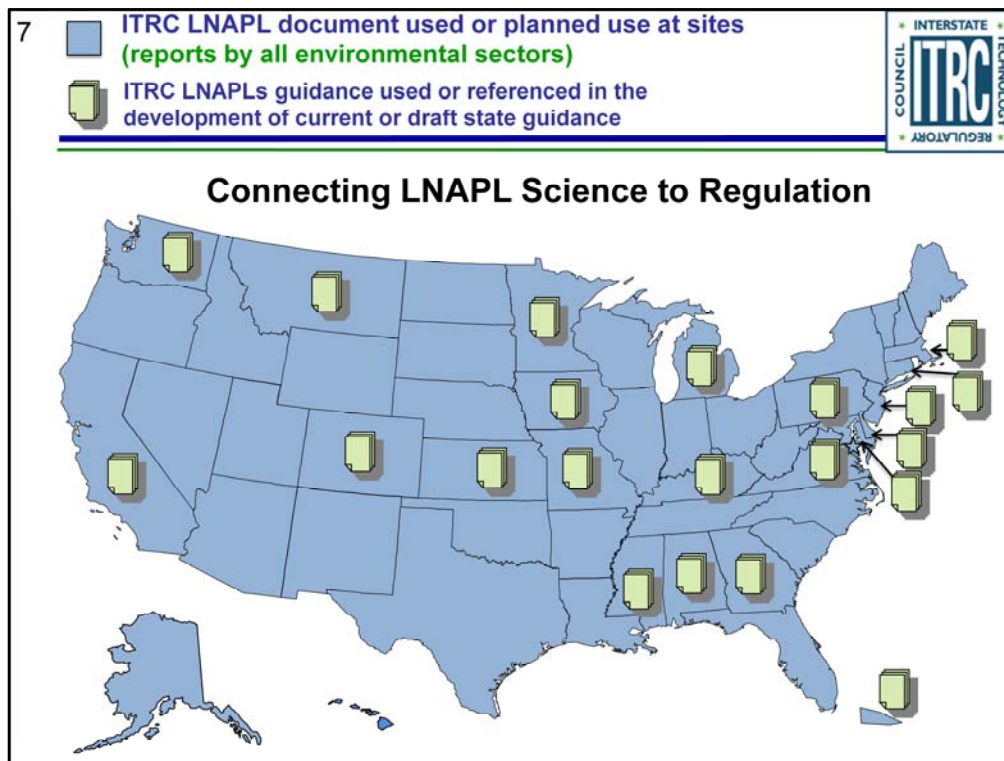 7
ITRC LNAPL document used or planned use at sites
(reports by all environmental sectors)
ITRC LNAPLs guidance used or referenced in the
development of current or draft state guidance
INTERSTATE
COUNCIL
ITRC
TECHNOLOGY
REGULATORY
Connecting LNAPL Science to Regulation